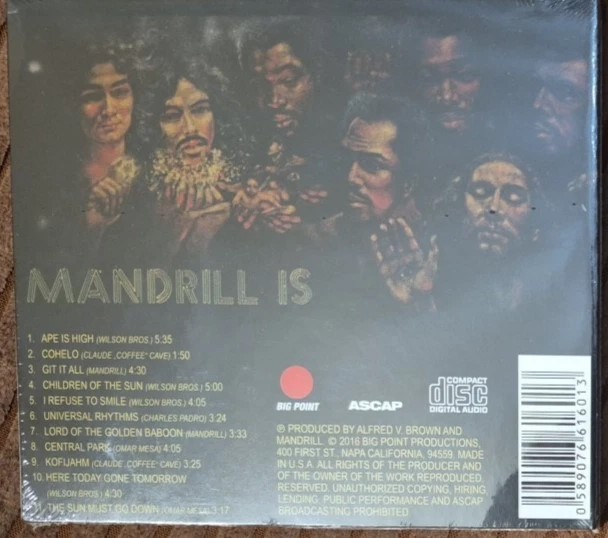 MANDRILL IS
1. APE IS HIGH (WILSON BROS.) 5:35
2. COHELO (CLAUDE „COFFEE“ CAVE) 1:50
3. GIT IT ALL (MANDRILL) 4:30
4. CHILDREN OF THE SUN (WILSON BROS.) 5:00
5. I REFUSE TO SMILE (WILSON BROS.) 4:05
6. UNIVERSAL RHYTHMS (CHARLES PADRO) 3:24
7. LORD OF THE GOLDEN BABOON (MANDRILL) 3:33
8. CENTRAL PARK (OMAR MESA) 4:05
9. KOFIJAHM (CLAUDE „COFFEE“ CAVE) 3:25
10. HERE TODAY GONE TOMORROW
(WILSON BROS.) 4:30
11. THE SUN MUST GO DOWN (OMAR MESA) 3:17
BIG POINT
ASCAP
COMPACT
disc
DIGITAL AUDIO
℗ PRODUCED BY ALFRED V. BROWN AND
MANDRILL. © 2016 BIG POINT PRODUCTIONS,
400 FIRST ST., NAPA CALIFORNIA, 94559. MADE
IN U.S.A. ALL RIGHTS OF THE PRODUCER AND
OF THE OWNER OF THE WORK REPRODUCED.
RESERVED. UNAUTHORIZED COPYING, HIRING,
LENDING, PUBLIC PERFORMANCE AND ASCAP
BROADCASTING PROHIBITED
0 589076 616013